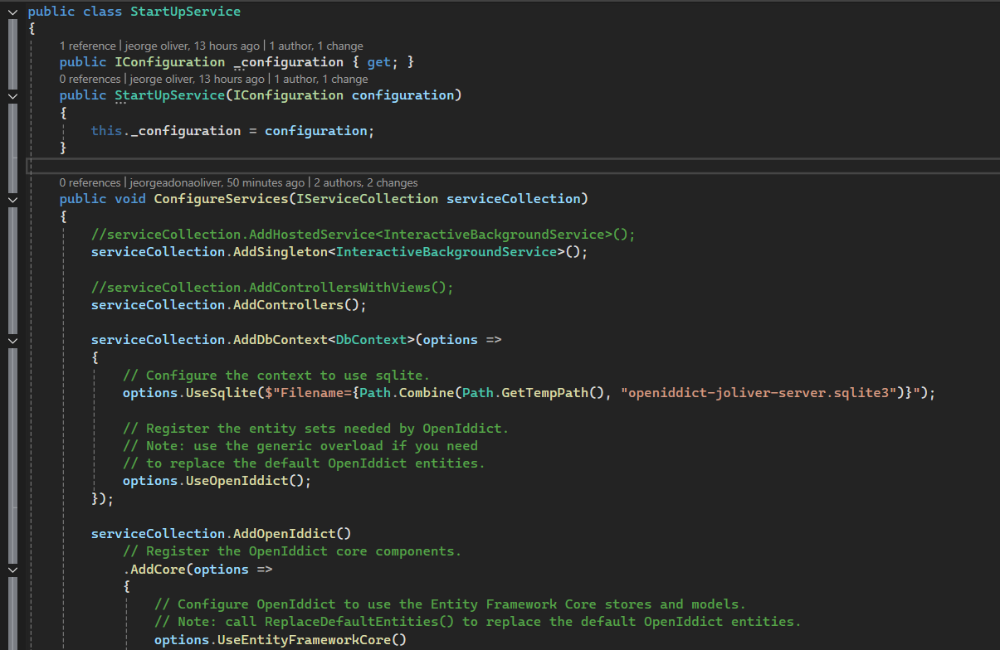 public class StartUpService
{
1 reference | jeorge oliver, 13 hours ago | 1 author, 1 change
public IConfiguration _configuration { get; }
0 references | jeorge oliver, 13 hours ago | 1 author, 1 change
public StartUpService(IConfiguration configuration)
{
this._configuration = configuration;
}
0 references | jeorgeadonaoliver, 50 minutes ago | 2 authors, 2 changes
public void ConfigureServices(IServiceCollection serviceCollection)
{
//serviceCollection.AddHostedService<InteractiveBackgroundService>();
serviceCollection.AddSingleton<InteractiveBackgroundService>();
//serviceCollection.AddControllersWithViews();
serviceCollection.AddControllers();
serviceCollection.AddDbContext<DbContext>(options =>
{
// Configure the context to use sqlite.
options.UseSqlite($"Filename={Path.Combine(Path.GetTempPath(), "openiddict-joliver-server.sqlite3")}");
// Register the entity sets needed by OpenIddict.
// Note: use the generic overload if you need
// to replace the default OpenIddict entities.
options.UseOpenIddict();
});
serviceCollection.AddOpenIddict()
// Register the OpenIddict core components.
.AddCore(options =>
{
// Configure OpenIddict to use the Entity Framework Core stores and models.
// Note: call ReplaceDefaultEntities() to replace the default OpenIddict entities.
options.UseEntityFrameworkCore()